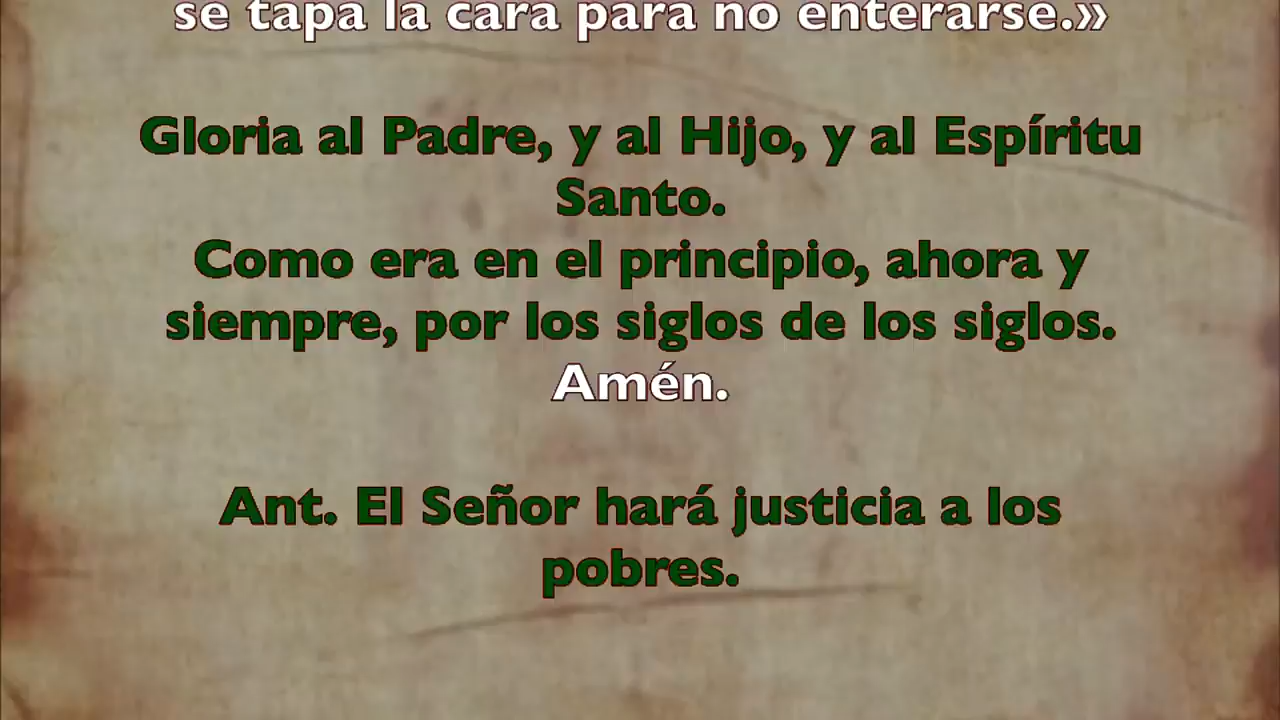 se tapa la cara para no enterarse.»
Gloria al Padre, y al Hijo, y al Espíritu
Santo.
Como era en el principio, ahora y
siempre, por los siglos de los siglos.
Amén.
Ant. El Señor hará justicia a los
pobres.